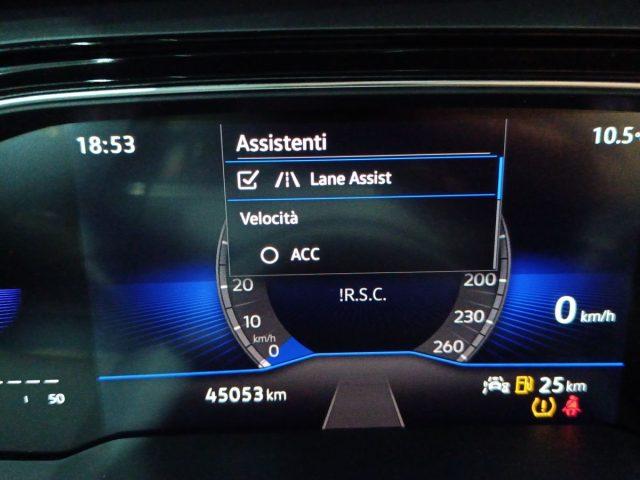 18:53
Assistenti
10.5
Lane Assist
Velocità
ACC
!R.S.C.
20
200
10
230
0 km/h
km/h
0
260
45053 km
25 km
50